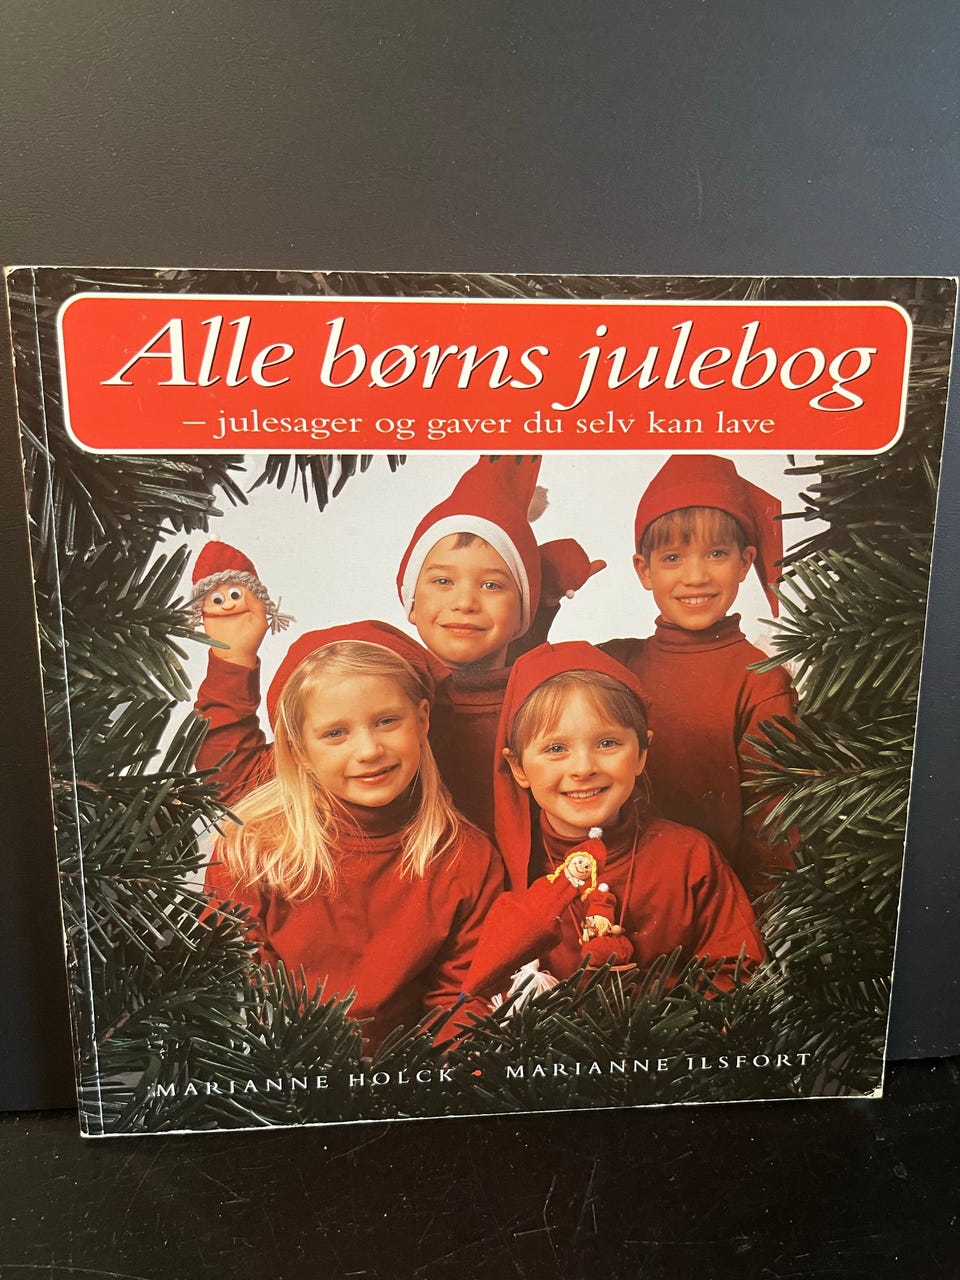 Alle børns julebog
– julesager og gaver du selv kan lave
MARIANNE HOLCK • MARIANNE ILSFORT